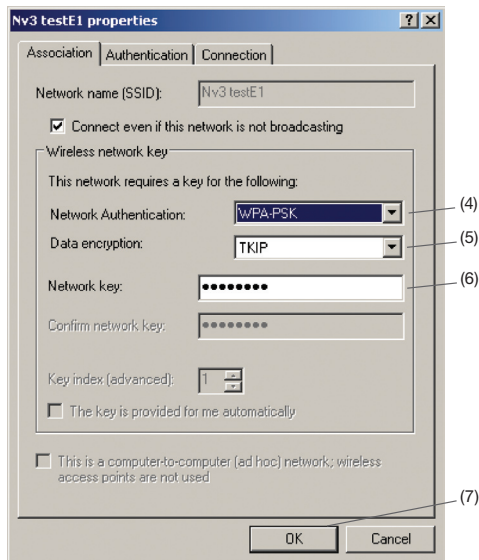 Nv3 testE1 properties
Association Authentication Connection
Network name (SSID): Nv3 testE1
Connect even if this network is not broadcasting
Wireless network key
This network requires a key for the following:
Network Authentication: WPA-PSK (4)
Data encryption: TKIP (5)
Network key: •••••••• (6)
Confirm network key: ••••••••
Key index (advanced): 1
The key is provided for me automatically
This is a computer-to-computer (ad hoc) network; wireless
access points are not used
(7)
OK Cancel